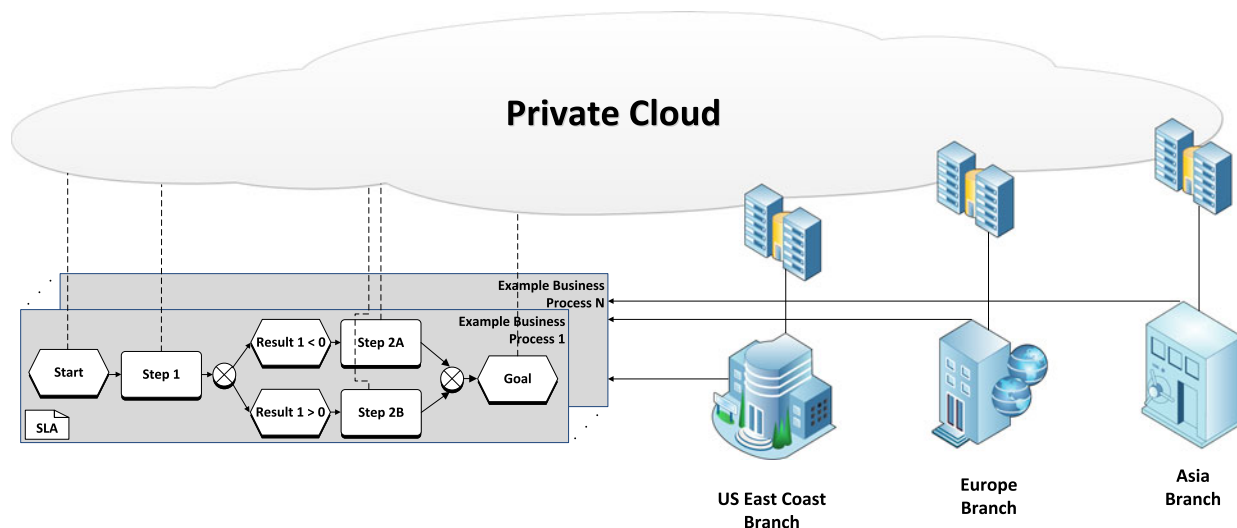 Private Cloud
Example Business
Process N
Example Business
Process 1
Start
Step 1
Result 1 < 0
Step 2A
Result 1 > 0
Step 2B
Goal
SLA
US East Coast
Branch
Europe
Branch
Asia
Branch